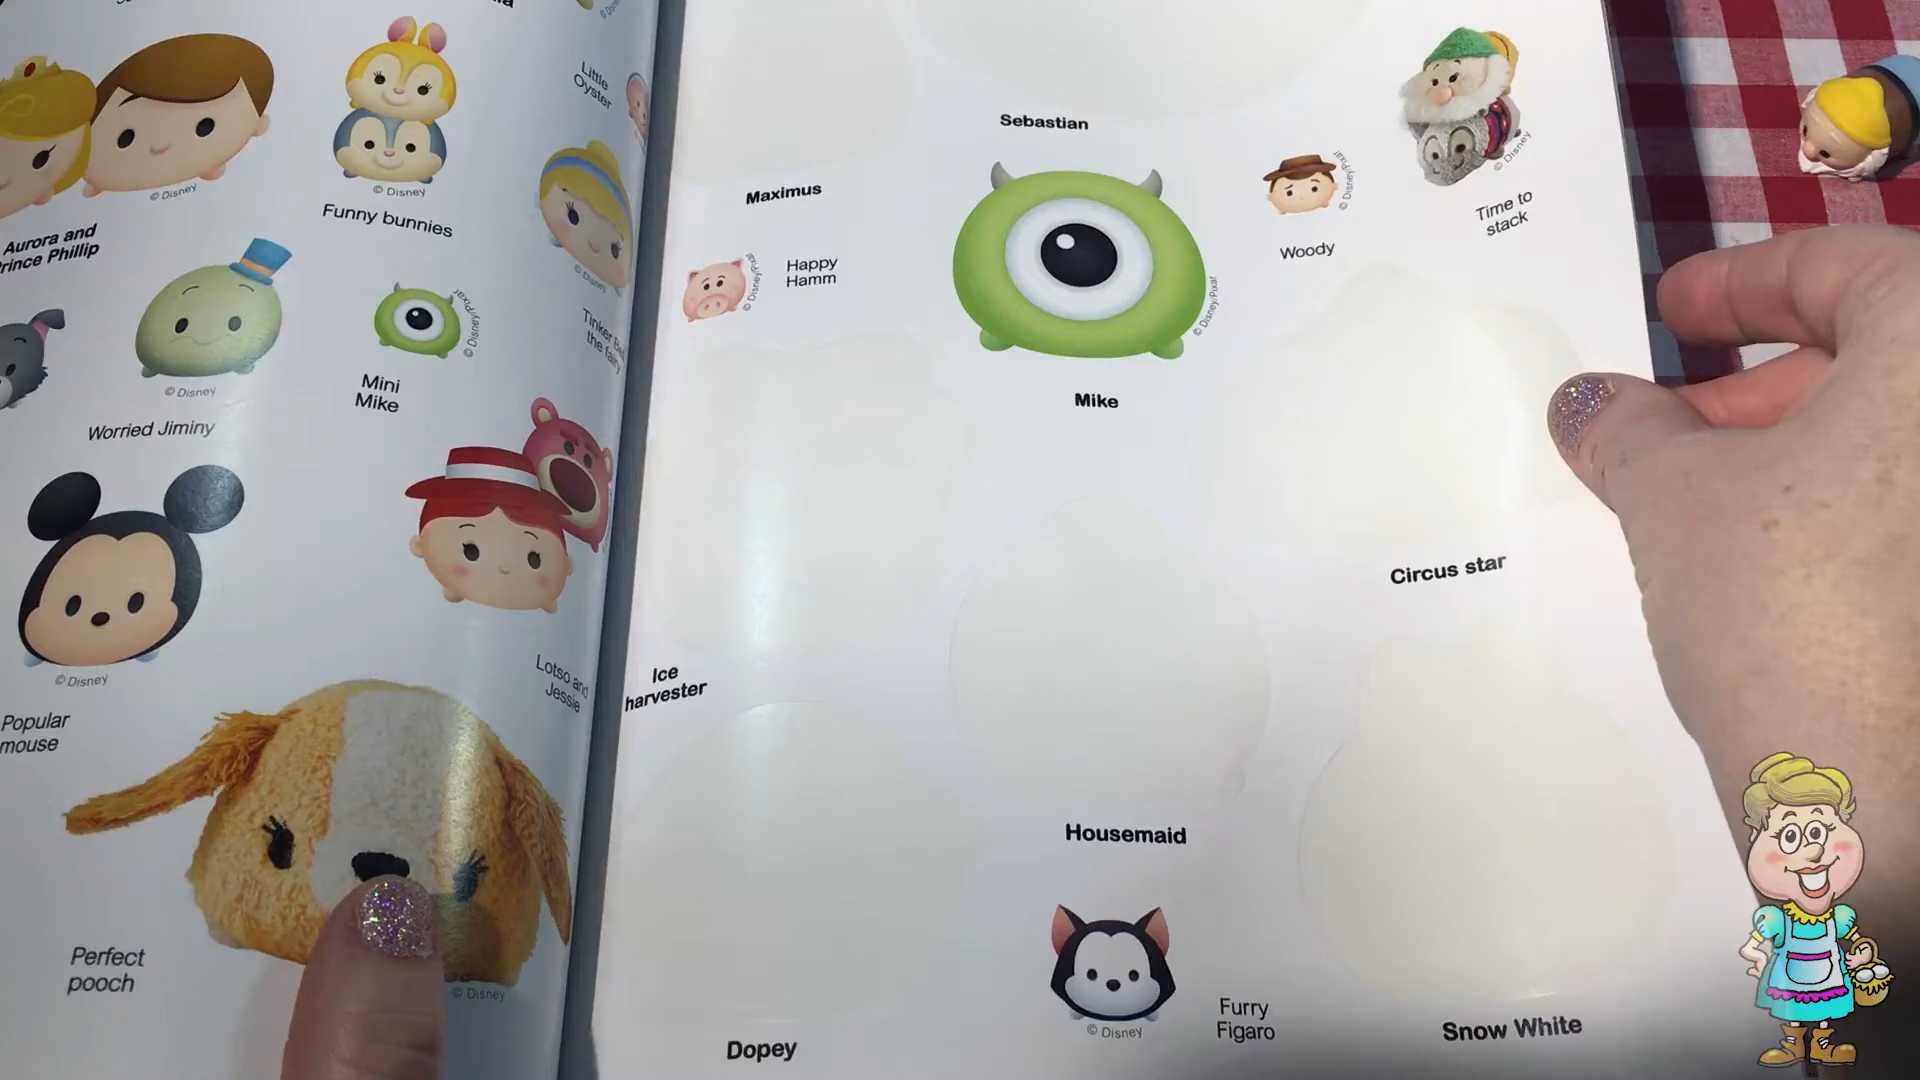 © Disney
Aurora and
Prince Phillip
© Disney
Funny bunnies
Little
Oyster
© Disney
Tinker Bell
the fairy
© Disney
Worried Jiminy
© Disney/Pixar
Mini
Mike
© Disney
Popular
mouse
Lotso and
Jessie
Perfect
pooch
© Disney
Sebastian
Maximus
© Disney/Pixar
Happy
Hamm
© Disney/Pixar
Mike
© Disney/Pixar
Woody
© Disney
Time to
stack
Circus star
Ice
harvester
Housemaid
© Disney
Furry
Figaro
Snow White
Dopey